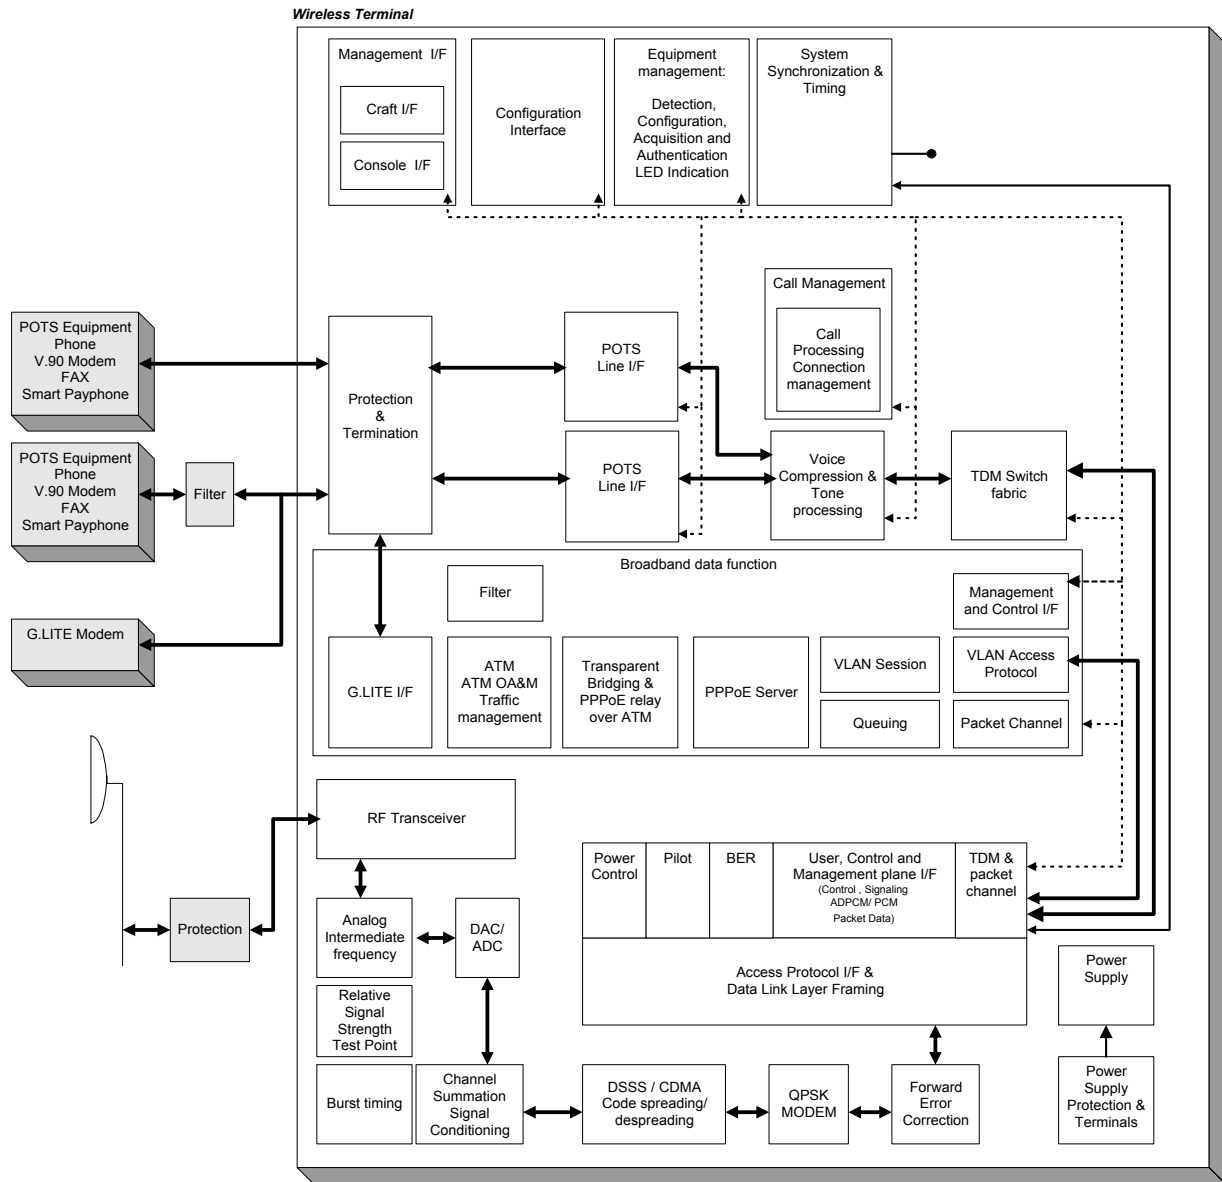 Wireless Terminal
Management I/F
Craft I/F
Console I/F
Configuration
Interface
Equipment
management:
Detection,
Configuration,
Acquisition and
Authentication
LED Indication
System
Synchronization &
Timing
POTS Equipment
Phone
V.90 Modem
FAX
Smart Payphone
Protection
&
Termination
POTS
Line I/F
Call Management
Call
Processing
Connection
management
POTS Equipment
Phone
V.90 Modem
FAX
Smart Payphone
Filter
POTS
Line I/F
Voice
Compression &
Tone
processing
TDM Switch
fabric
Broadband data function
Filter
Management
and Control I/F
G.LITE Modem
G.LITE I/F
ATM
ATM OA&M
Traffic
management
Transparent
Bridging &
PPPoE relay
over ATM
PPPoE Server
VLAN Session
VLAN Access
Protocol
Queuing
Packet Channel
RF Transceiver
Power
Control
Pilot
BER
User, Control and
Management plane I/F
(Control , Signaling
ADPCM/ PCM
Packet Data)
TDM &
packet
channel
Protection
Analog
Intermediate
frequency
DAC/
ADC
Access Protocol I/F &
Data Link Layer Framing
Power
Supply
Relative
Signal
Strength
Test Point
Burst timing
Channel
Summation
Signal
Conditioning
DSSS / CDMA
Code spreading/
despreading
QPSK
MODEM
Forward
Error
Correction
Power
Supply
Protection &
Terminals